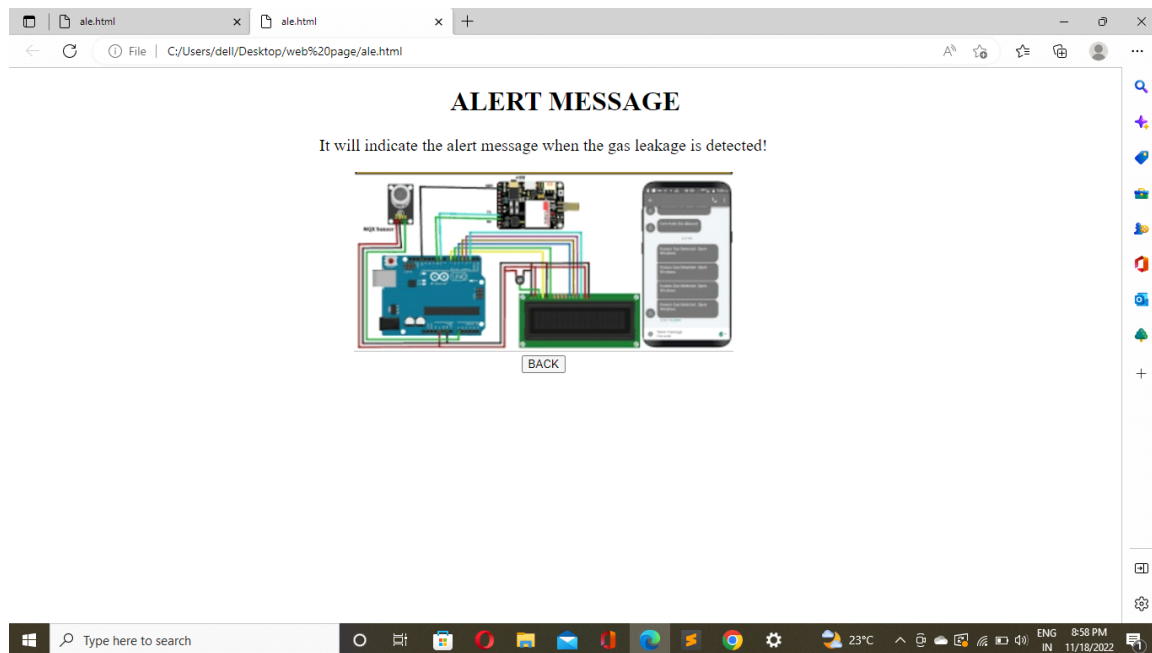 ale.html
ale.html
File
C:/Users/dell/Desktop/web%20page/ale.html
ALERT MESSAGE
It will indicate the alert message when the gas leakage is detected!
Sensor
UNO
BACK
Type here to search
23°C
ENG
IN
8:58 PM
11/18/2022
1